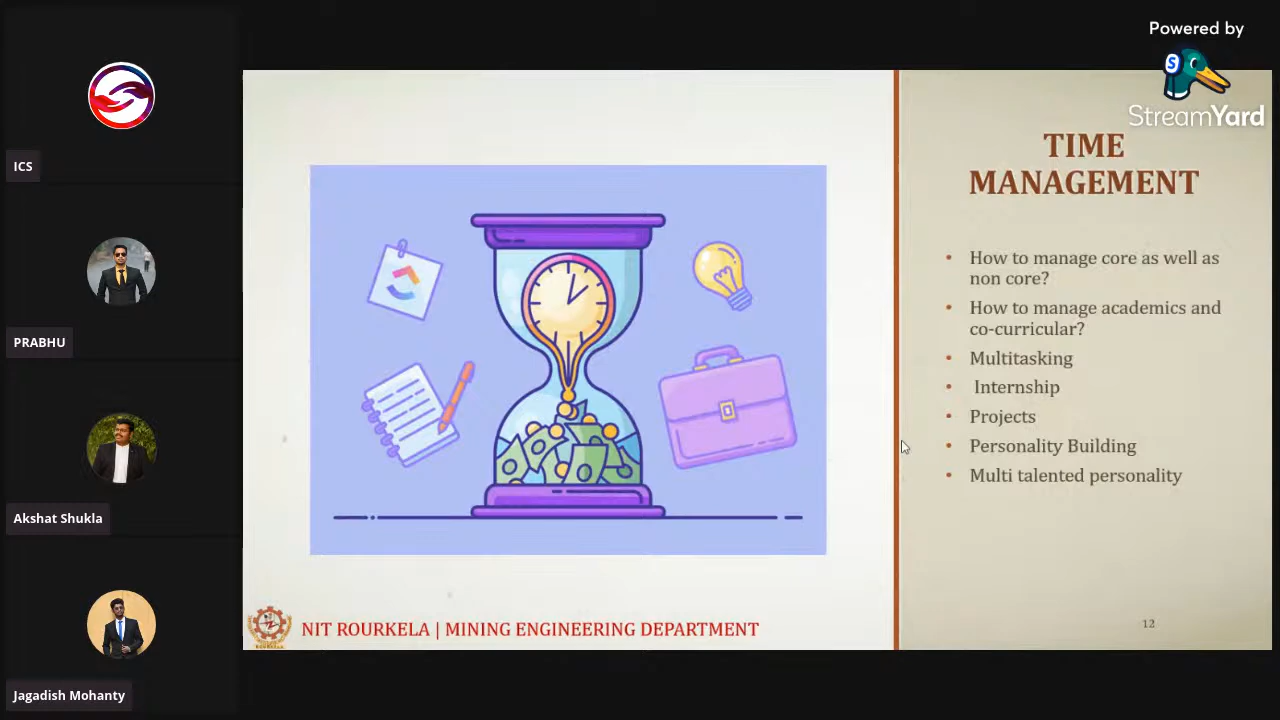 Powered by
StreamYard
ICS
PRABHU
Akshat Shukla
Jagadish Mohanty
TIME
MANAGEMENT
• How to manage core as well as
non core?
• How to manage academics and
co-curricular?
• Multitasking
• Internship
• Projects
• Personality Building
• Multi talented personality
NIT ROURKELA | MINING ENGINEERING DEPARTMENT
12